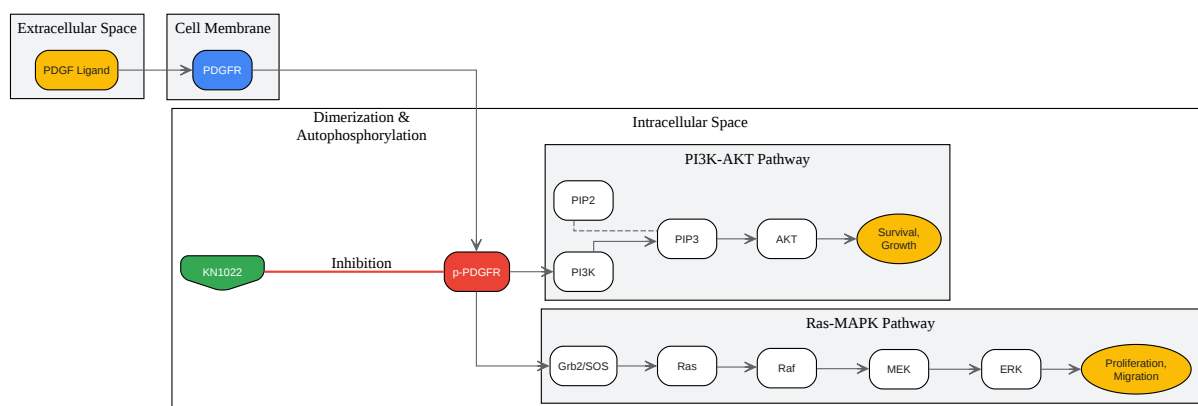 Extracellular Space
Cell Membrane
PDGF Ligand
PDGFR
Dimerization &
Autophosphorylation
Intracellular Space
PI3K-AKT Pathway
PIP2
PIP3
AKT
Survival,
Growth
KN1022
Inhibition
p-PDGFR
PI3K
Ras-MAPK Pathway
Grb2/SOS
Ras
Raf
MEK
ERK
Proliferation,
Migration